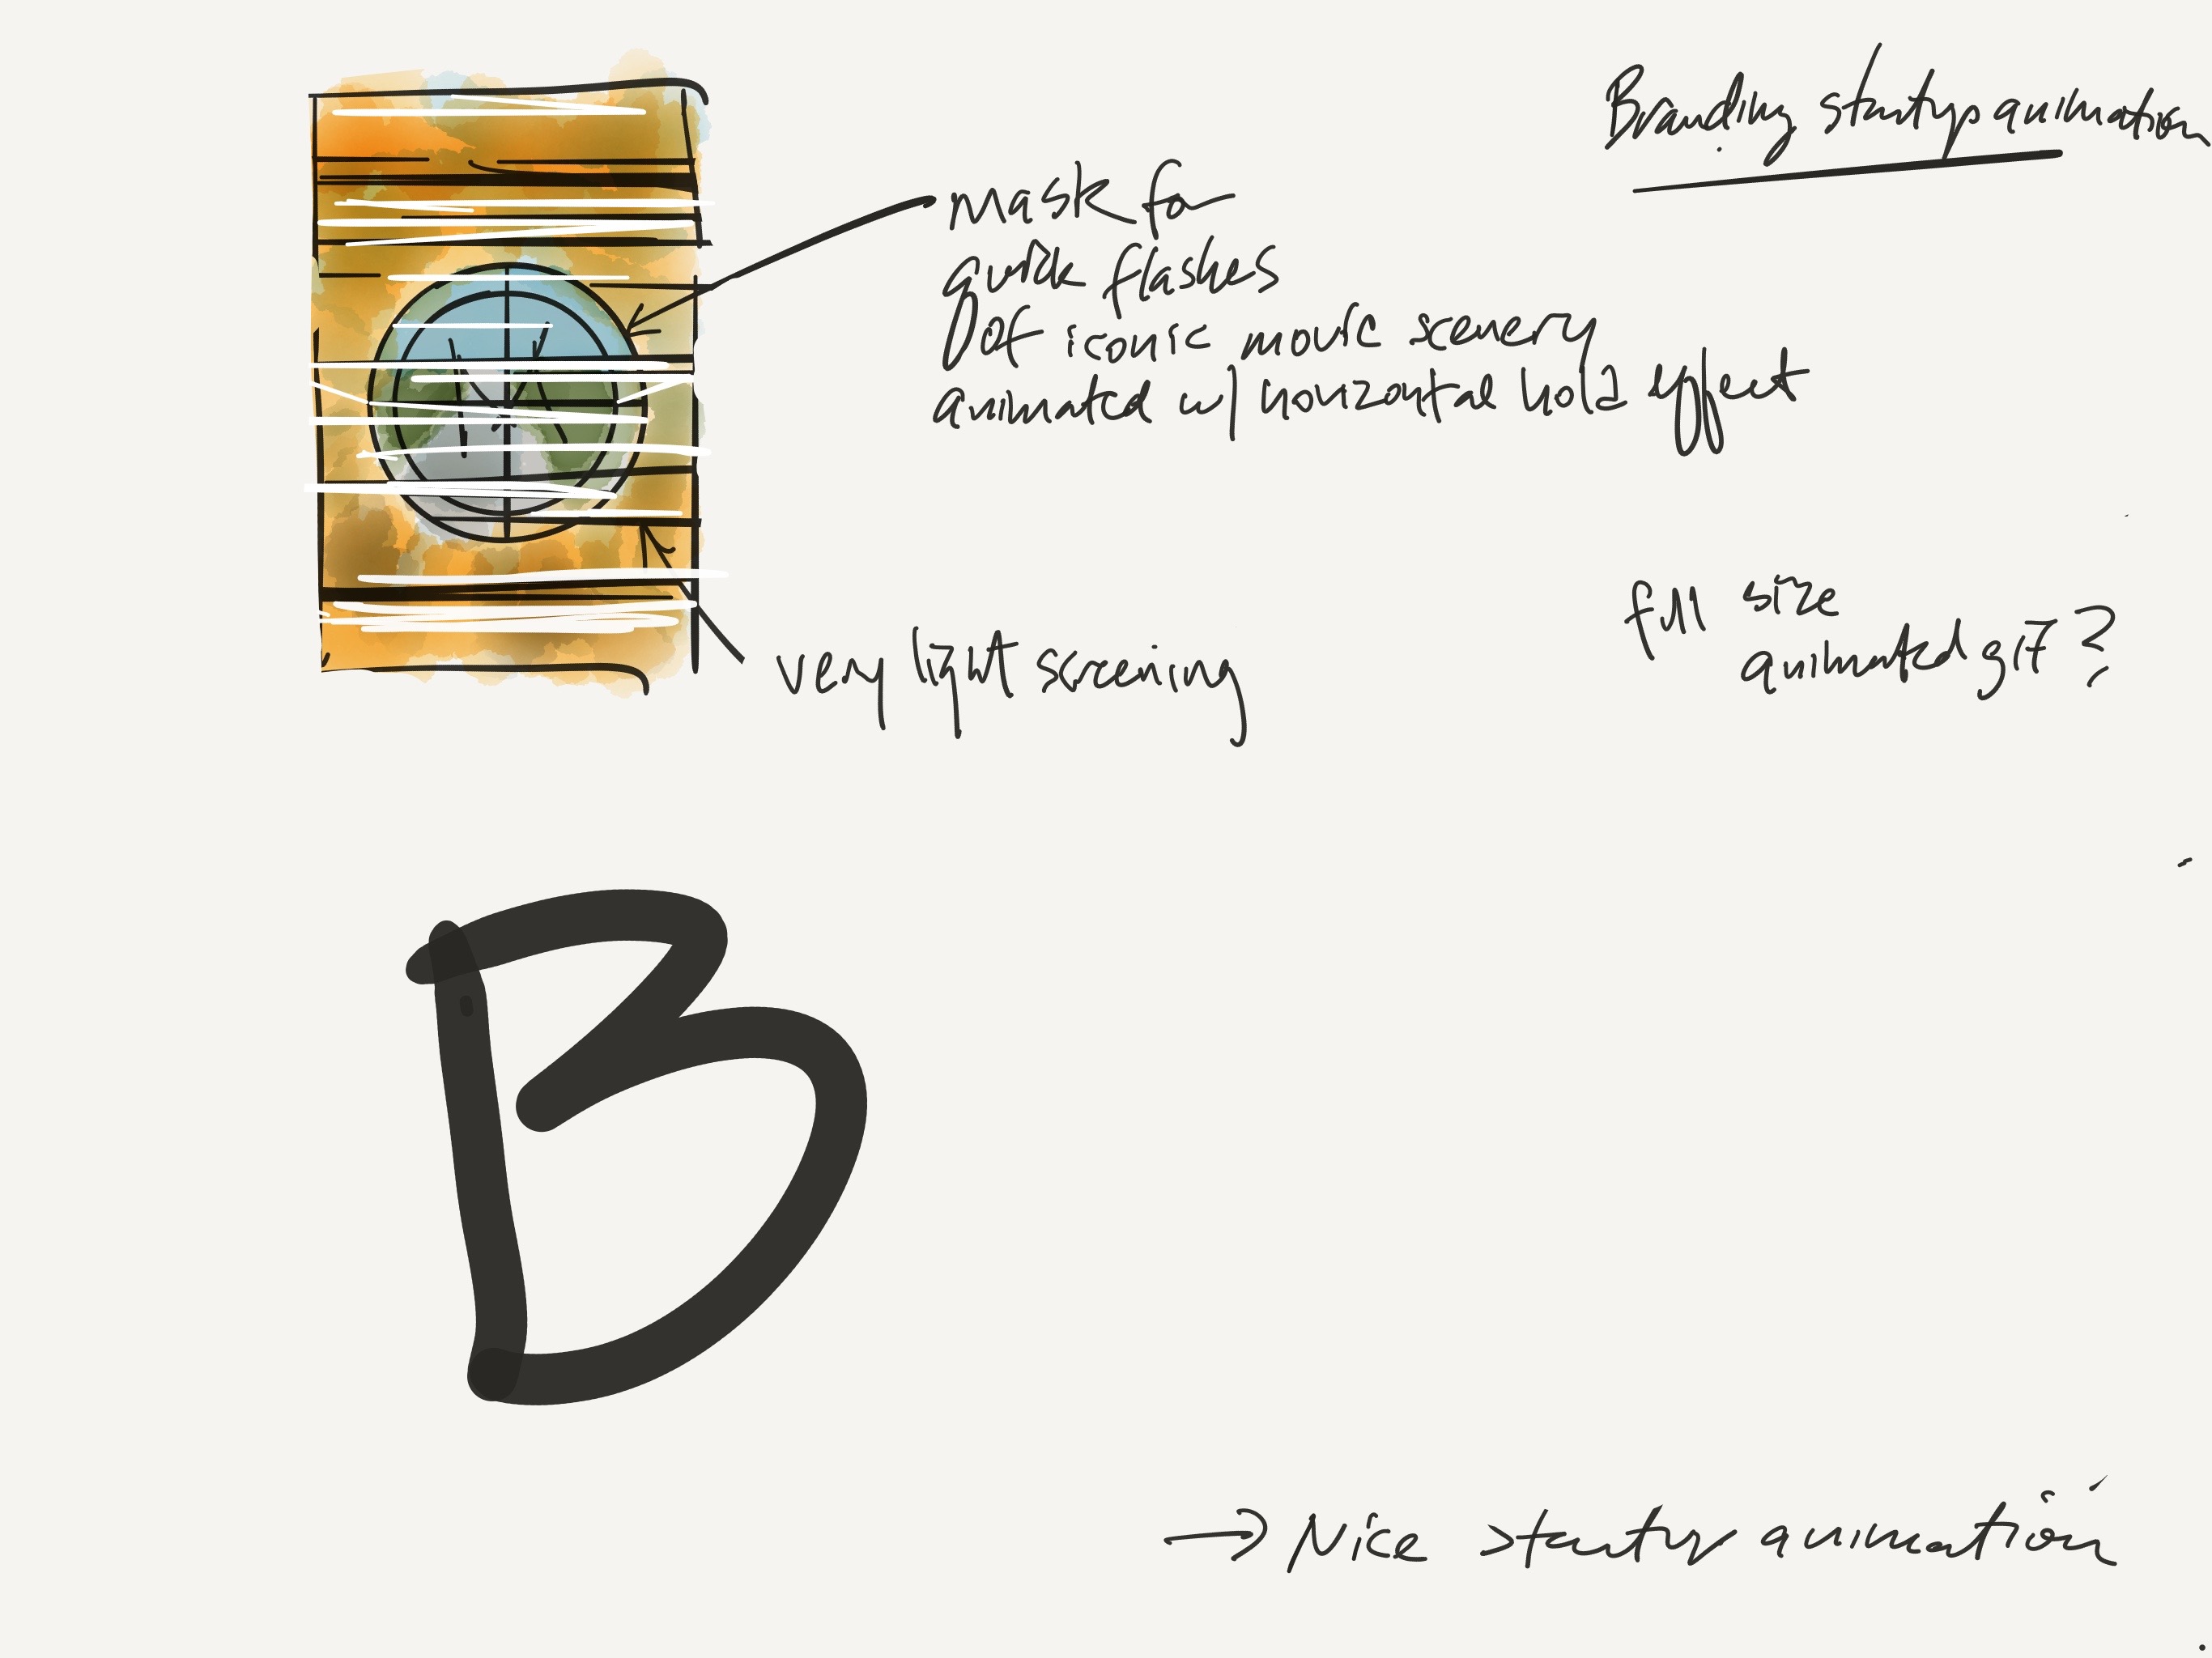 Branding startup animation
mask for
quick flashes
of iconic movie scenery
animated w/ horizontal hold effect
full size
animated gif?
very light screening
B
→ Nice startup animation